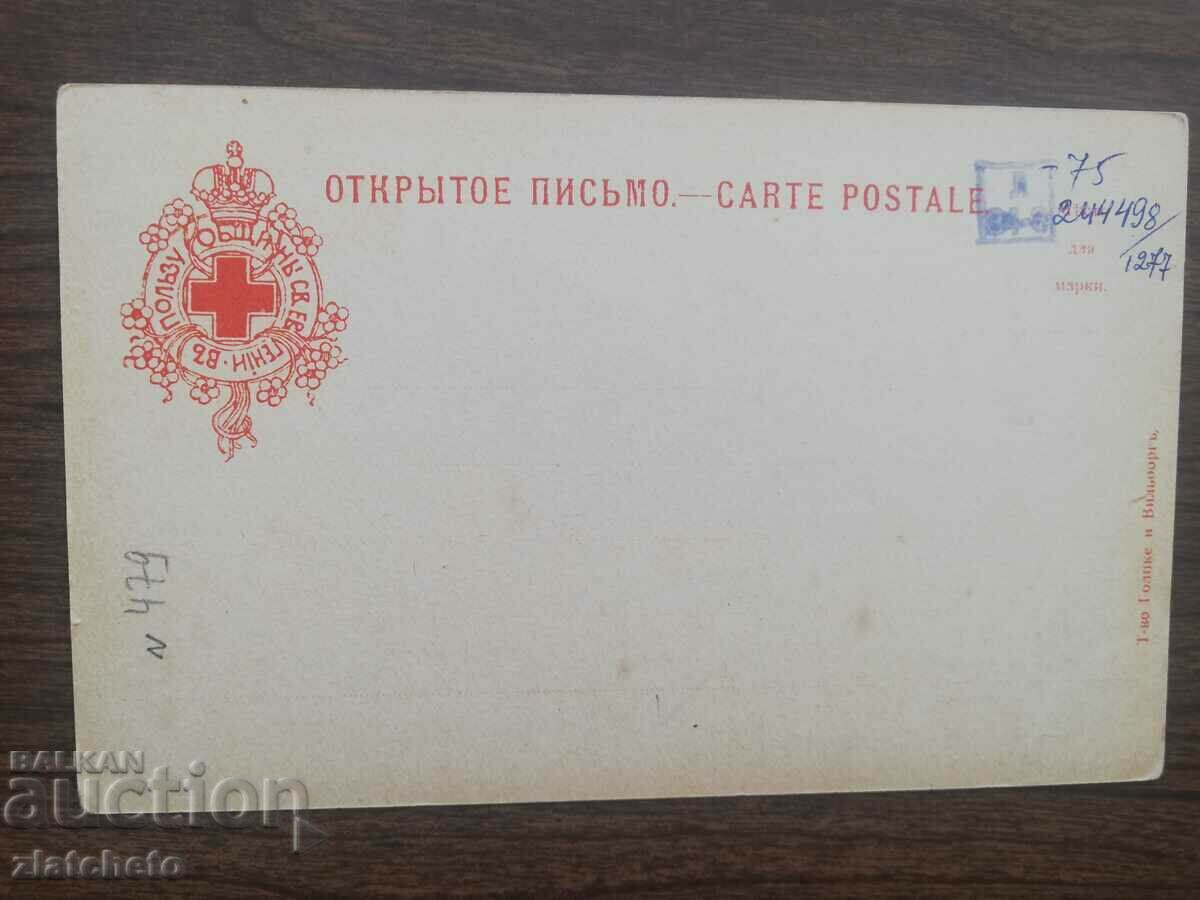 ОТКРЫТОЕ ПИСЬМО.—CARTE POSTALE
ВЪ ПОЛЬЗУ ОБЩИНЫ СВ ЕВГЕНІИ
-75
244498/1277
для
марки.
Т-во Голике и Вильборгъ.
479
BALKAN
auction
zlatcheto